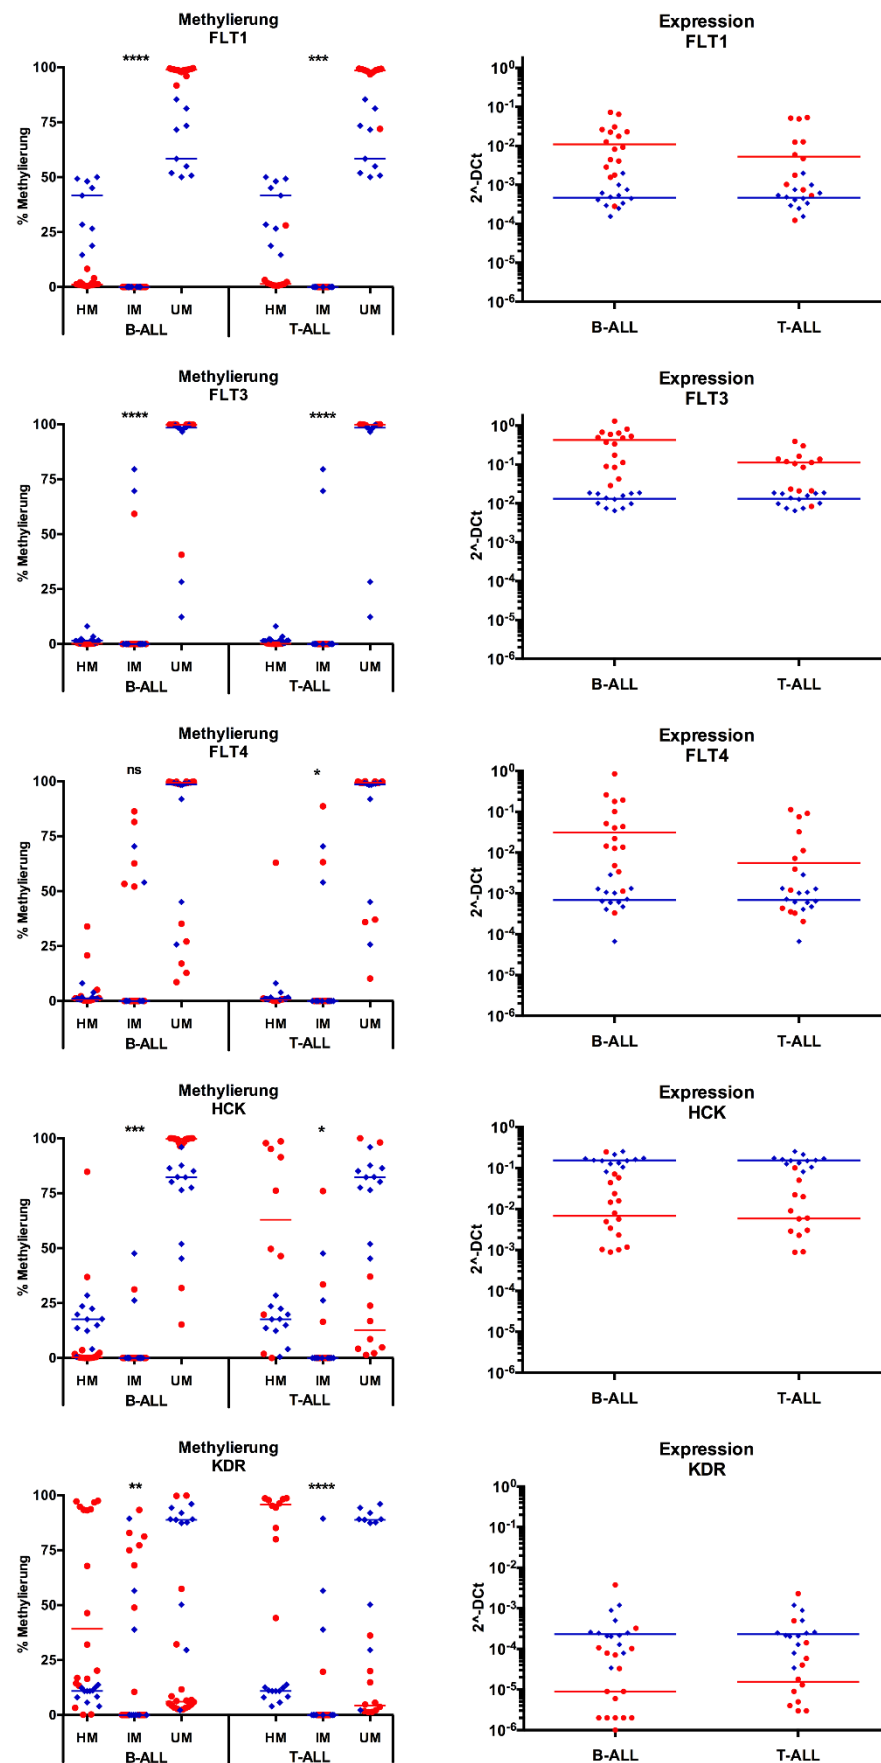 Methylierung
FLT1
**** ***
% Methylierung
100
75
50
25
0
HM IM UM HM IM UM
B-ALL T-ALL
Expression
FLT1
2^-DCt
10^0
10^-1
10^-2
10^-3
10^-4
10^-5
10^-6
B-ALL T-ALL
Methylierung
FLT3
**** ****
% Methylierung
100
75
50
25
0
HM IM UM HM IM UM
B-ALL T-ALL
Expression
FLT3
2^-DCt
10^0
10^-1
10^-2
10^-3
10^-4
10^-5
10^-6
B-ALL T-ALL
Methylierung
FLT4
ns *
% Methylierung
100
75
50
25
0
HM IM UM HM IM UM
B-ALL T-ALL
Expression
FLT4
2^-DCt
10^0
10^-1
10^-2
10^-3
10^-4
10^-5
10^-6
B-ALL T-ALL
Methylierung
HCK
*** *
% Methylierung
100
75
50
25
0
HM IM UM HM IM UM
B-ALL T-ALL
Expression
HCK
2^-DCt
10^0
10^-1
10^-2
10^-3
10^-4
10^-5
10^-6
B-ALL T-ALL
Methylierung
KDR
** ****
% Methylierung
100
75
50
25
0
HM IM UM HM IM UM
B-ALL T-ALL
Expression
KDR
2^-DCt
10^0
10^-1
10^-2
10^-3
10^-4
10^-5
10^-6
B-ALL T-ALL